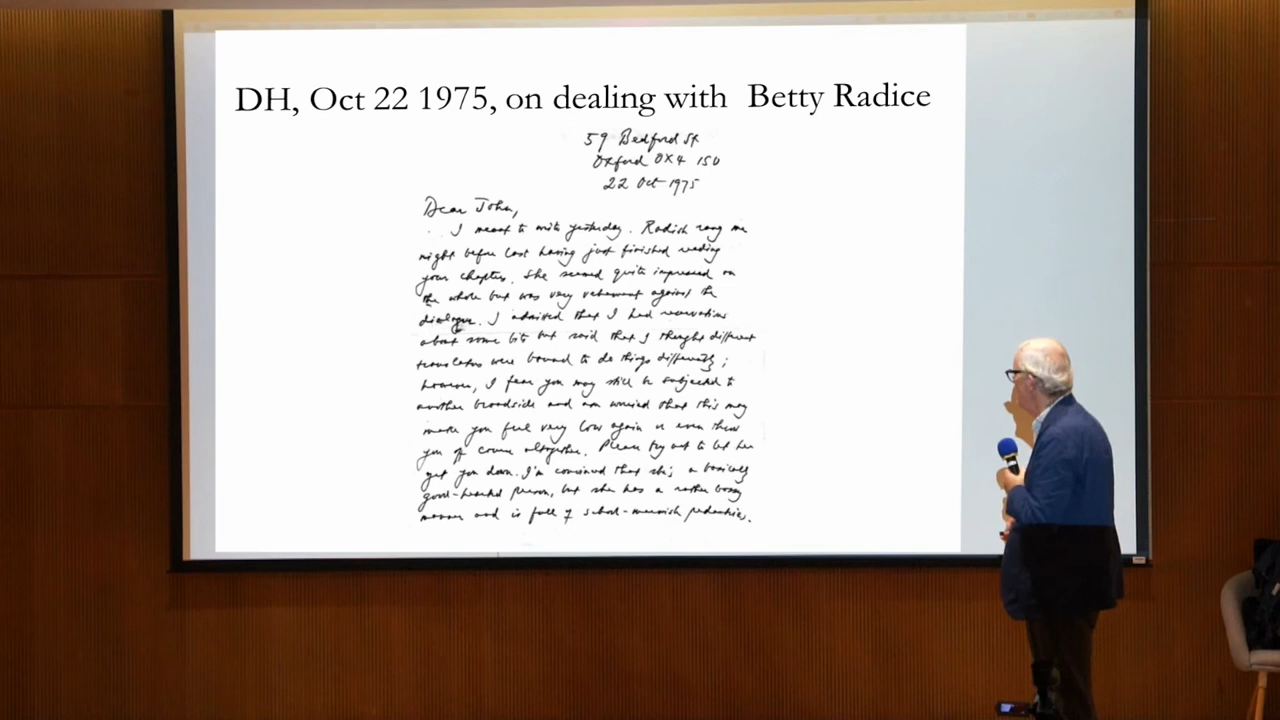 DH, Oct 22 1975, on dealing with Betty Radice
59 Bedford St
Oxford OX4 1SU
22 Oct 1975
Dear John,
I meant to write yesterday. Radish rang me
night before last having just finished reading
your chapters. She seemed quite impressed on
the whole but was very vehement against the
dialogue. I admitted that I had reservations
about some bits but said that I thought different
translators were bound to do things differently;
however, I fear you may still be subjected to
another broadside and am worried that this may
make you feel very low again or even throw
you off course altogether. Please try not to let her
get you down. I'm convinced that she's a basically
good-hearted person, but she has a rather bossy
manner and is full of school-marmish pedantries.